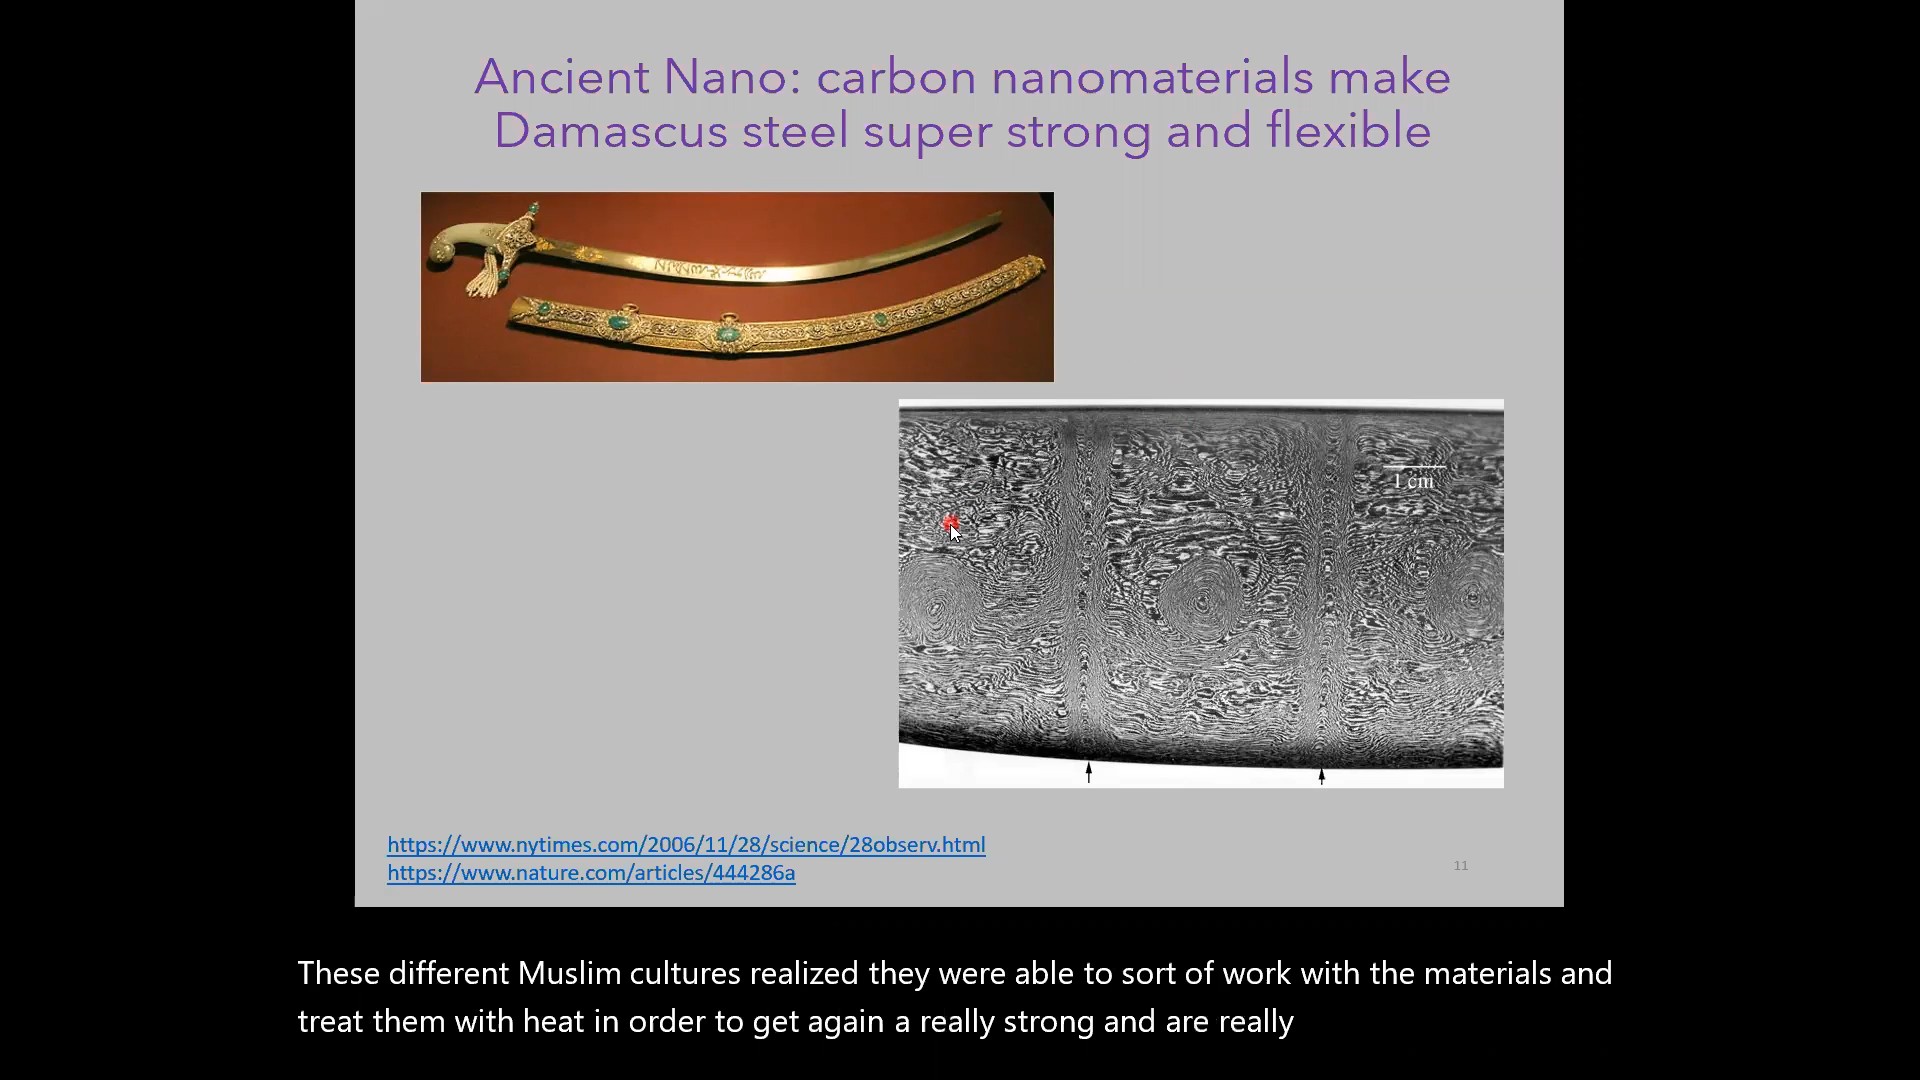 Ancient Nano: carbon nanomaterials make
Damascus steel super strong and flexible
1 cm
https://www.nytimes.com/2006/11/28/science/28observ.html
https://www.nature.com/articles/444286a
11
These different Muslim cultures realized they were able to sort of work with the materials and
treat them with heat in order to get again a really strong and are really